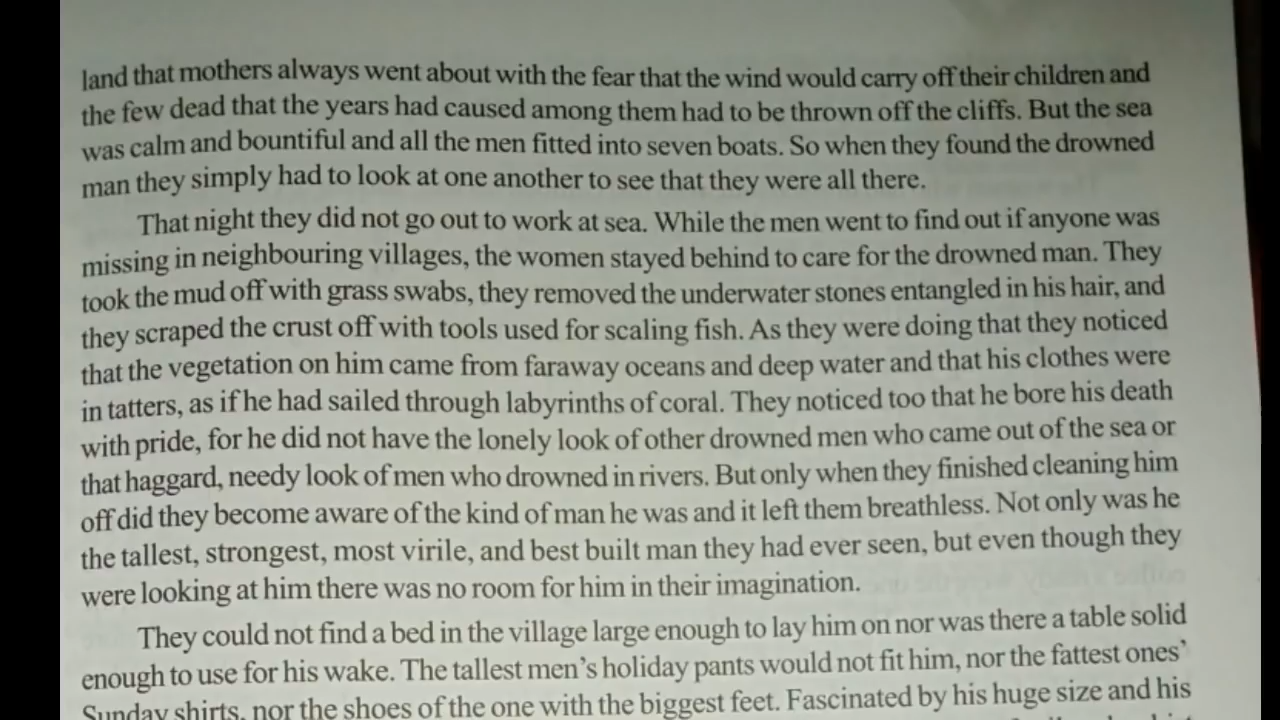 land that mothers always went about with the fear that the wind would carry off their children and
the few dead that the years had caused among them had to be thrown off the cliffs. But the sea
was calm and bountiful and all the men fitted into seven boats. So when they found the drowned
man they simply had to look at one another to see that they were all there.
That night they did not go out to work at sea. While the men went to find out if anyone was
missing in neighbouring villages, the women stayed behind to care for the drowned man. They
took the mud off with grass swabs, they removed the underwater stones entangled in his hair, and
they scraped the crust off with tools used for scaling fish. As they were doing that they noticed
that the vegetation on him came from faraway oceans and deep water and that his clothes were
in tatters, as if he had sailed through labyrinths of coral. They noticed too that he bore his death
with pride, for he did not have the lonely look of other drowned men who came out of the sea or
that haggard, needy look of men who drowned in rivers. But only when they finished cleaning him
off did they become aware of the kind of man he was and it left them breathless. Not only was he
the tallest, strongest, most virile, and best built man they had ever seen, but even though they
were looking at him there was no room for him in their imagination.
They could not find a bed in the village large enough to lay him on nor was there a table solid
enough to use for his wake. The tallest men's holiday pants would not fit him, nor the fattest ones'
Sunday shirts, nor the shoes of the one with the biggest feet. Fascinated by his huge size and his